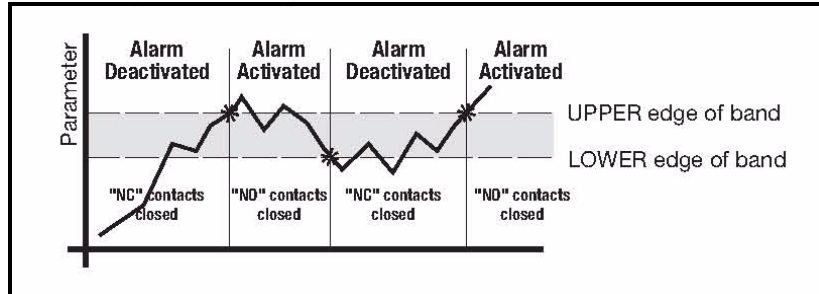 Alarm
Deactivated
Alarm
Activated
Alarm
Deactivated
Alarm
Activated
Parameter
UPPER edge of band
LOWER edge of band
"NC" contacts
closed
"NO" contacts
closed
"NC" contacts
closed
"NO" contacts
closed